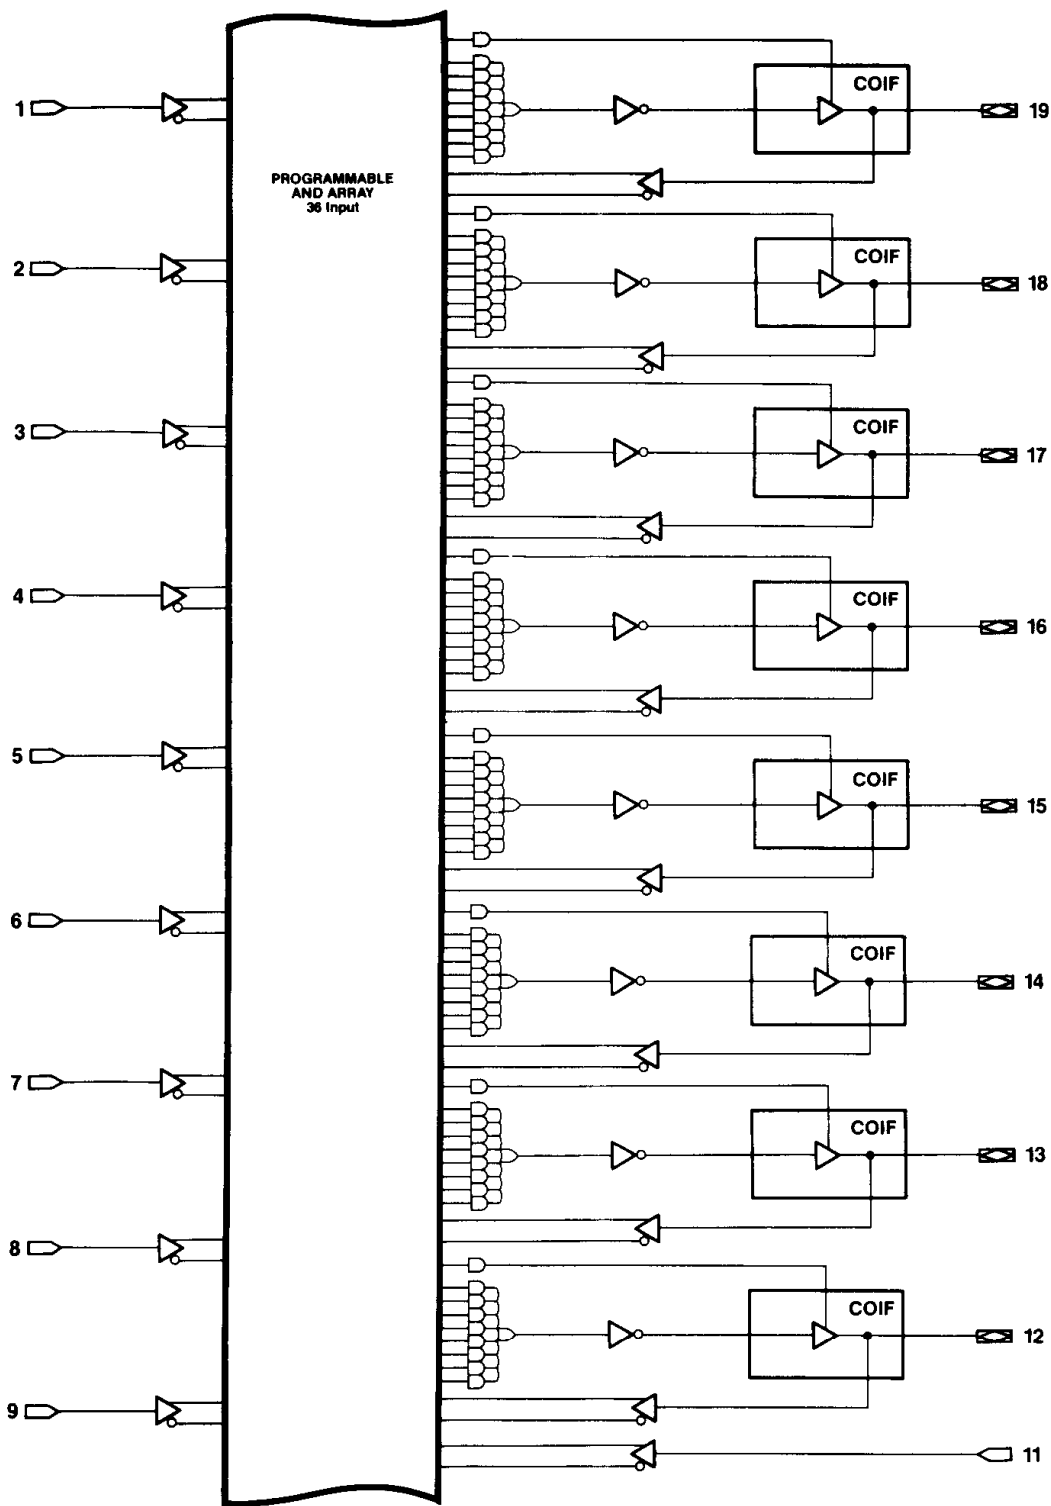 COIF
1
19
PROGRAMMABLE
AND ARRAY
36 Input
COIF
2
18
COIF
3
17
COIF
4
16
COIF
5
15
6
COIF
14
7
COIF
13
8
COIF
12
9
11